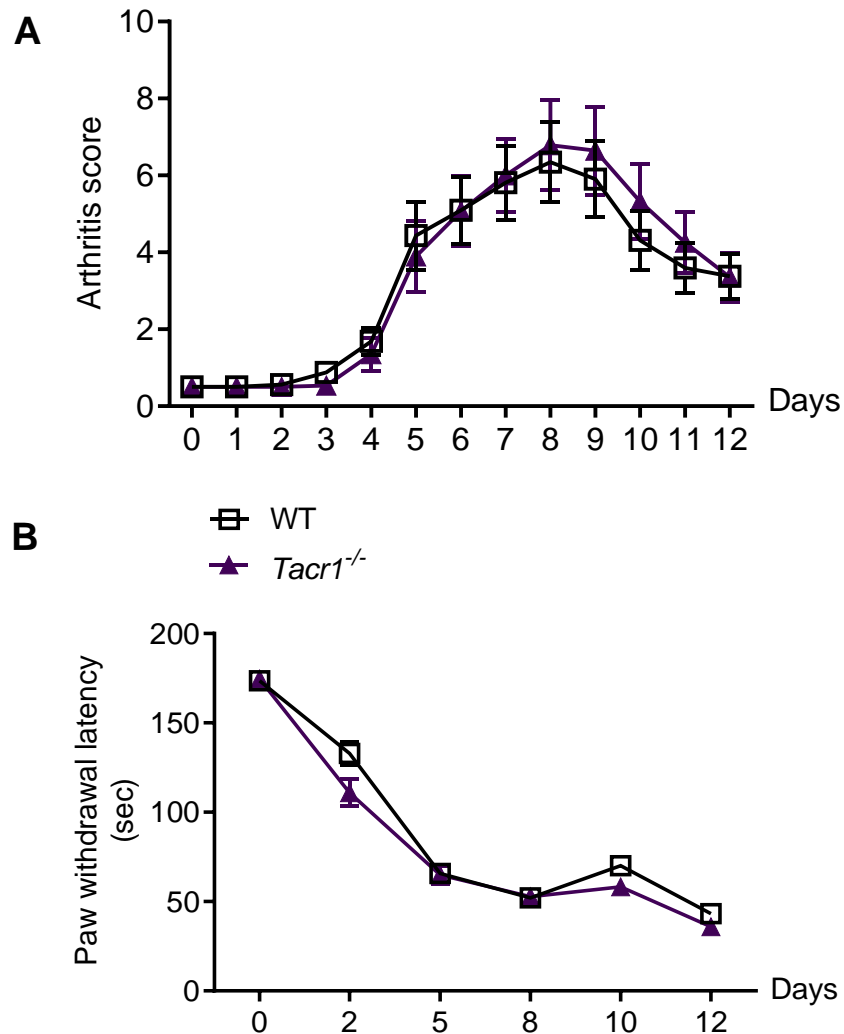 A
10
8
6
4
2
0
Arthritis score
0 1 2 3 4 5 6 7 8 9 10 11 12
Days
WT
Tacr1-/-
B
200
150
100
50
0
Paw withdrawal latency
(sec)
0 2 5 8 10 12
Days